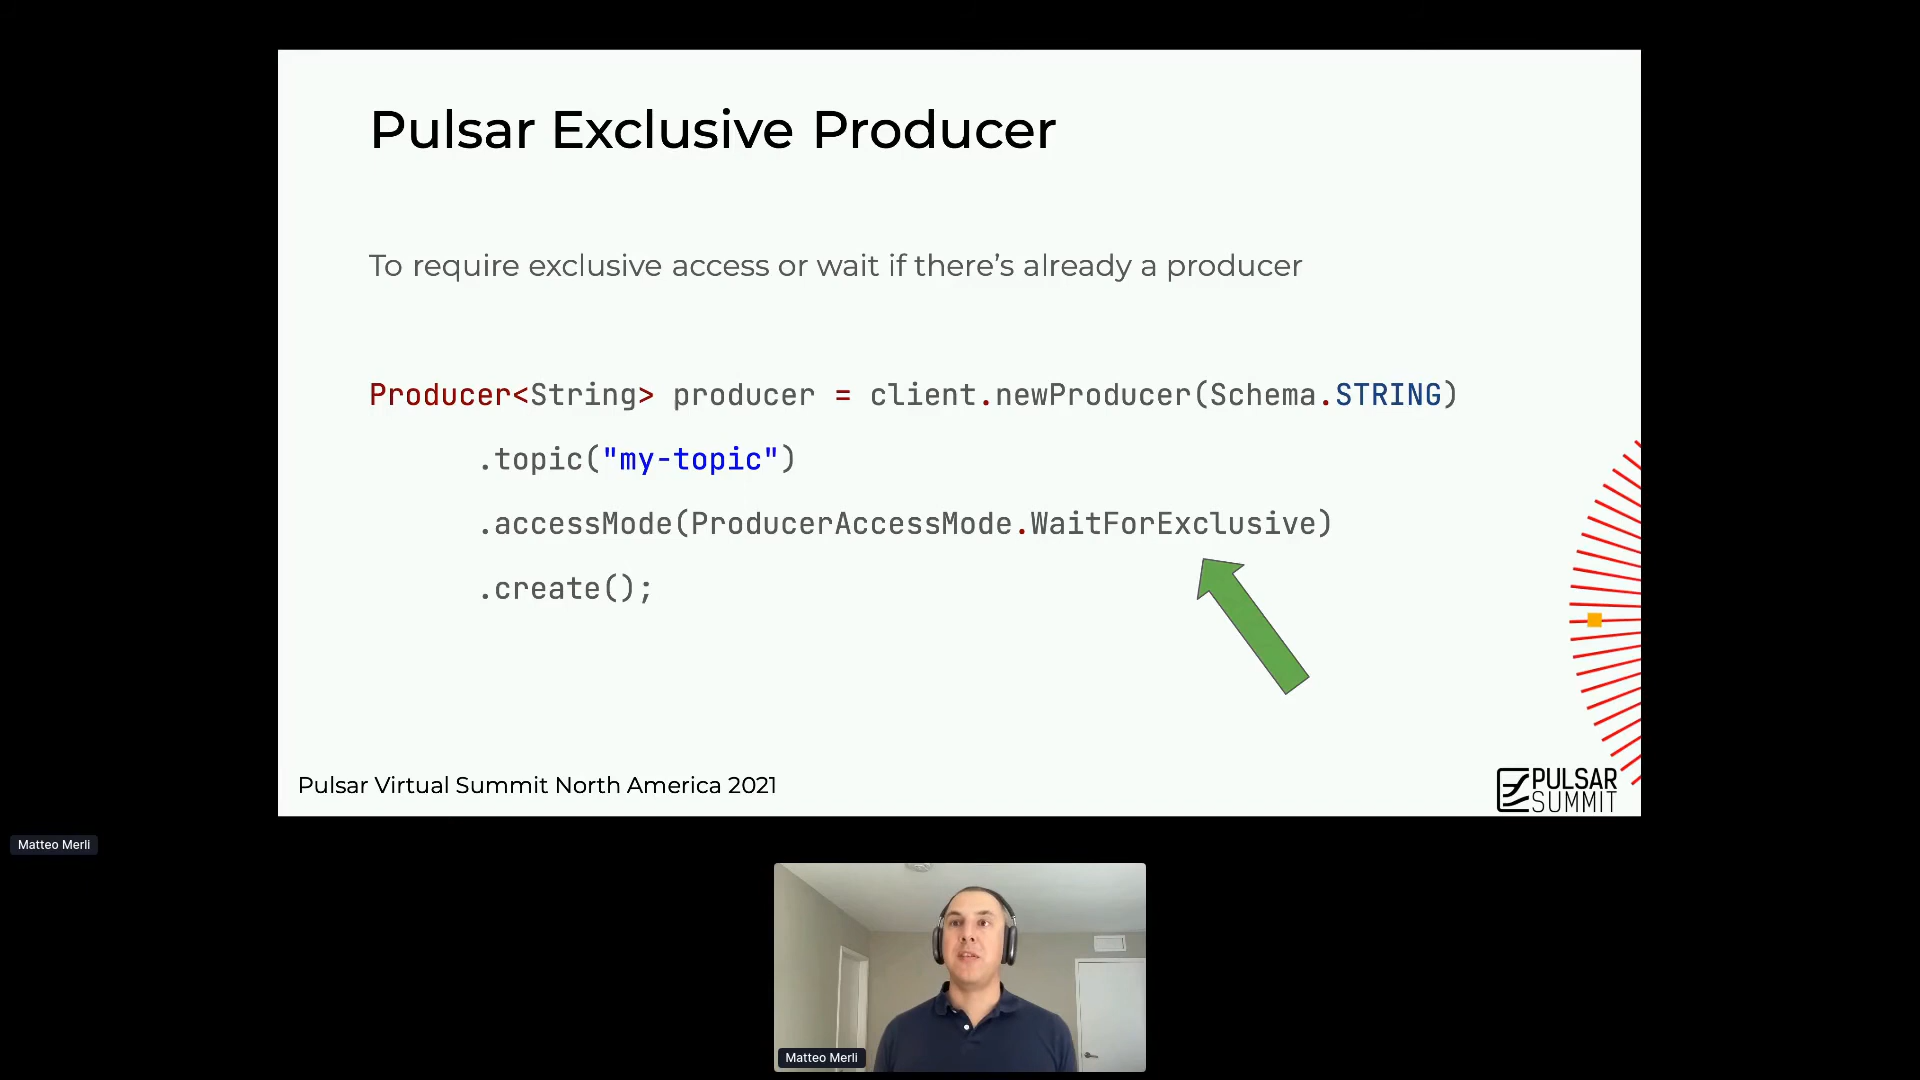 Pulsar Exclusive Producer
To require exclusive access or wait if there’s already a producer
Producer<String> producer = client.newProducer(Schema.STRING)
.topic("my-topic")
.accessMode(ProducerAccessMode.WaitForExclusive)
.create();
Pulsar Virtual Summit North America 2021
PULSAR
SUMMIT
Matteo Merli
Matteo Merli